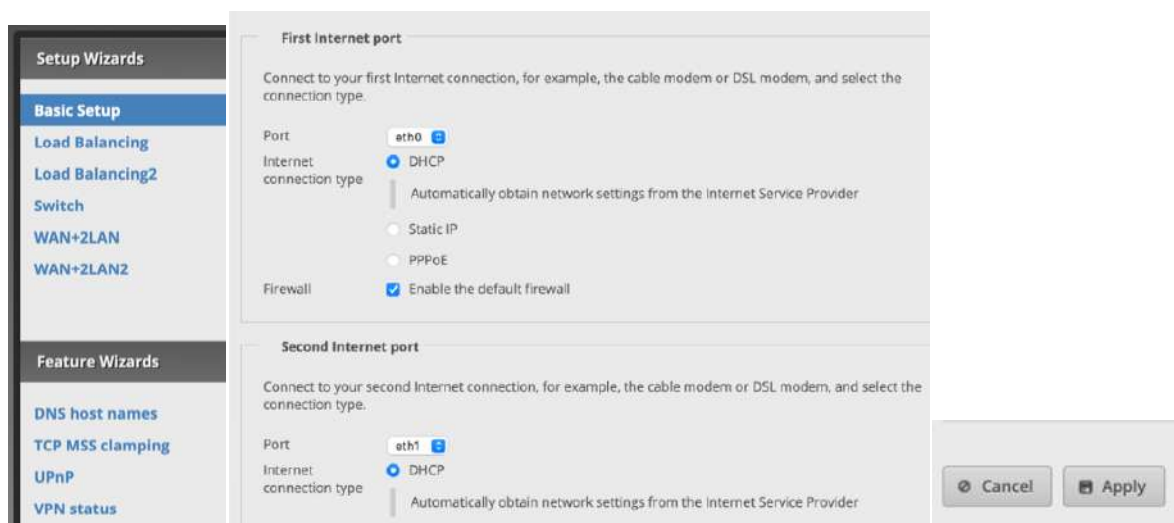 Setup Wizards
Basic Setup
Load Balancing
Load Balancing2
Switch
WAN+2LAN
WAN+2LAN2
Feature Wizards
DNS host names
TCP MSS clamping
UPnP
VPN status
First Internet port
Connect to your first Internet connection, for example, the cable modem or DSL modem, and select the
connection type.
Port eth0
Internet
connection type
DHCP
Automatically obtain network settings from the Internet Service Provider
Static IP
PPPoE
Firewall Enable the default firewall
Second Internet port
Connect to your second Internet connection, for example, the cable modem or DSL modem, and select the
connection type.
Port eth1
Internet
connection type
DHCP
Automatically obtain network settings from the Internet Service Provider
Cancel Apply